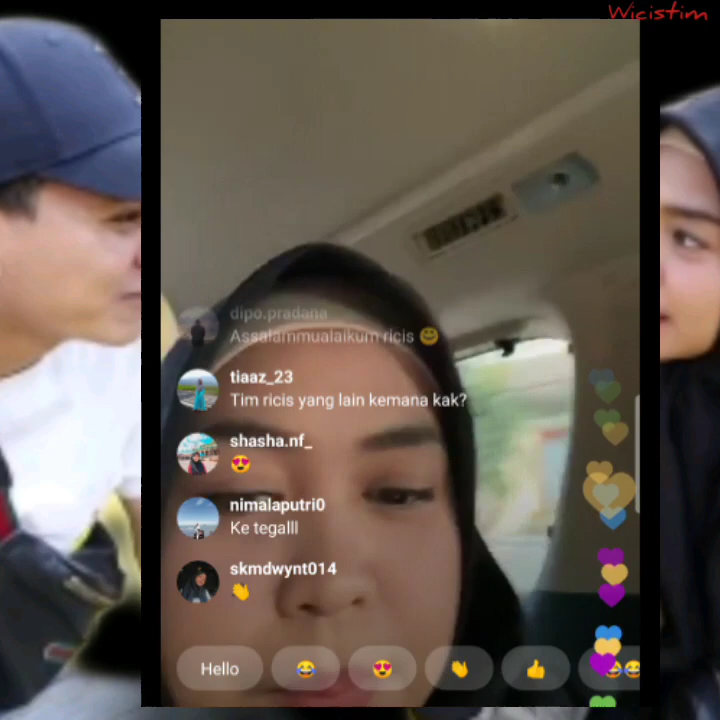 Wicistim
dipo.pradana
Assalammualaikum ricis 😊
tiaaz_23
Tim ricis yang lain kemana kak?
shasha.nf_
😍
nimalaputri0
Ke tegalll
skmdwynt014
👏
Hello 😂 😍 👏 👍 😂😂